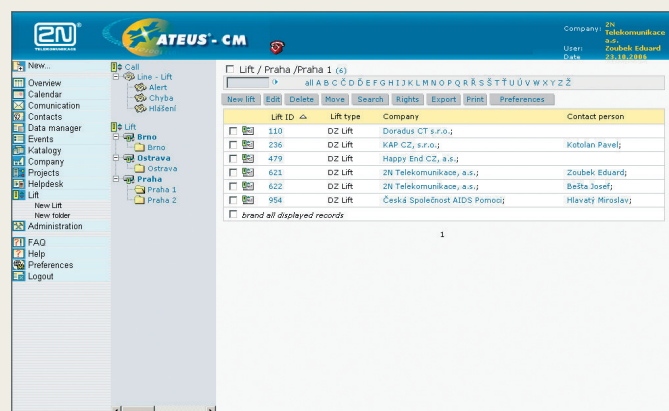 2N
TELEKOMUNIKACE
ATEUS® - CM
Company: 2N Telekomunikace a.s.
User: Zoubek Eduard
Date 23.10.2006
New...
Overview
Calendar
Comunication
Contacts
Data manager
Events
Katalogy
Company
Projects
Helpdesk
Lift
New Lift
New folder
Administration
FAQ
Help
Preferences
Logout
Call
Line - Lift
Alert
Chyba
Hlášení
Lift
Brno
Brno
Ostrava
Ostrava
Praha
Praha 1
Praha 2
Lift / Praha /Praha 1 (6)
all A B C Č D Ď E F G H I J K L M N O P Q R Ř S Š T Ť U Ú V W X Y Z Ž
New lift Edit Delete Move Search Rights Export Print Preferences
Lift ID Lift type Company Contact person
110 DZ Lift Doradus CT s.r.o.;
236 DZ Lift KAP CZ, s.r.o.; Kotolan Pavel;
479 DZ Lift Happy End CZ, a.s.;
621 DZ Lift 2N Telekomunikace, a.s.; Zoubek Eduard;
622 DZ Lift 2N Telekomunikace, a.s.; Bešta Josef;
954 DZ Lift Česká Společnost AIDS Pomoci; Hlavatý Miroslav;
brand all displayed records
1